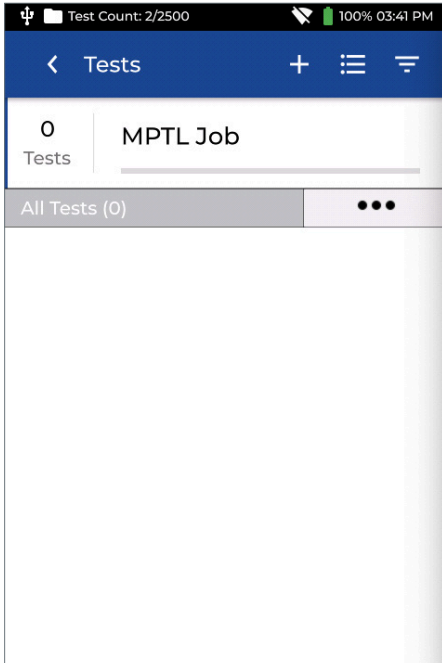 Test Count: 2/2500 100% 03:41 PM
Tests
0
Tests
MPTL Job
All Tests (0)